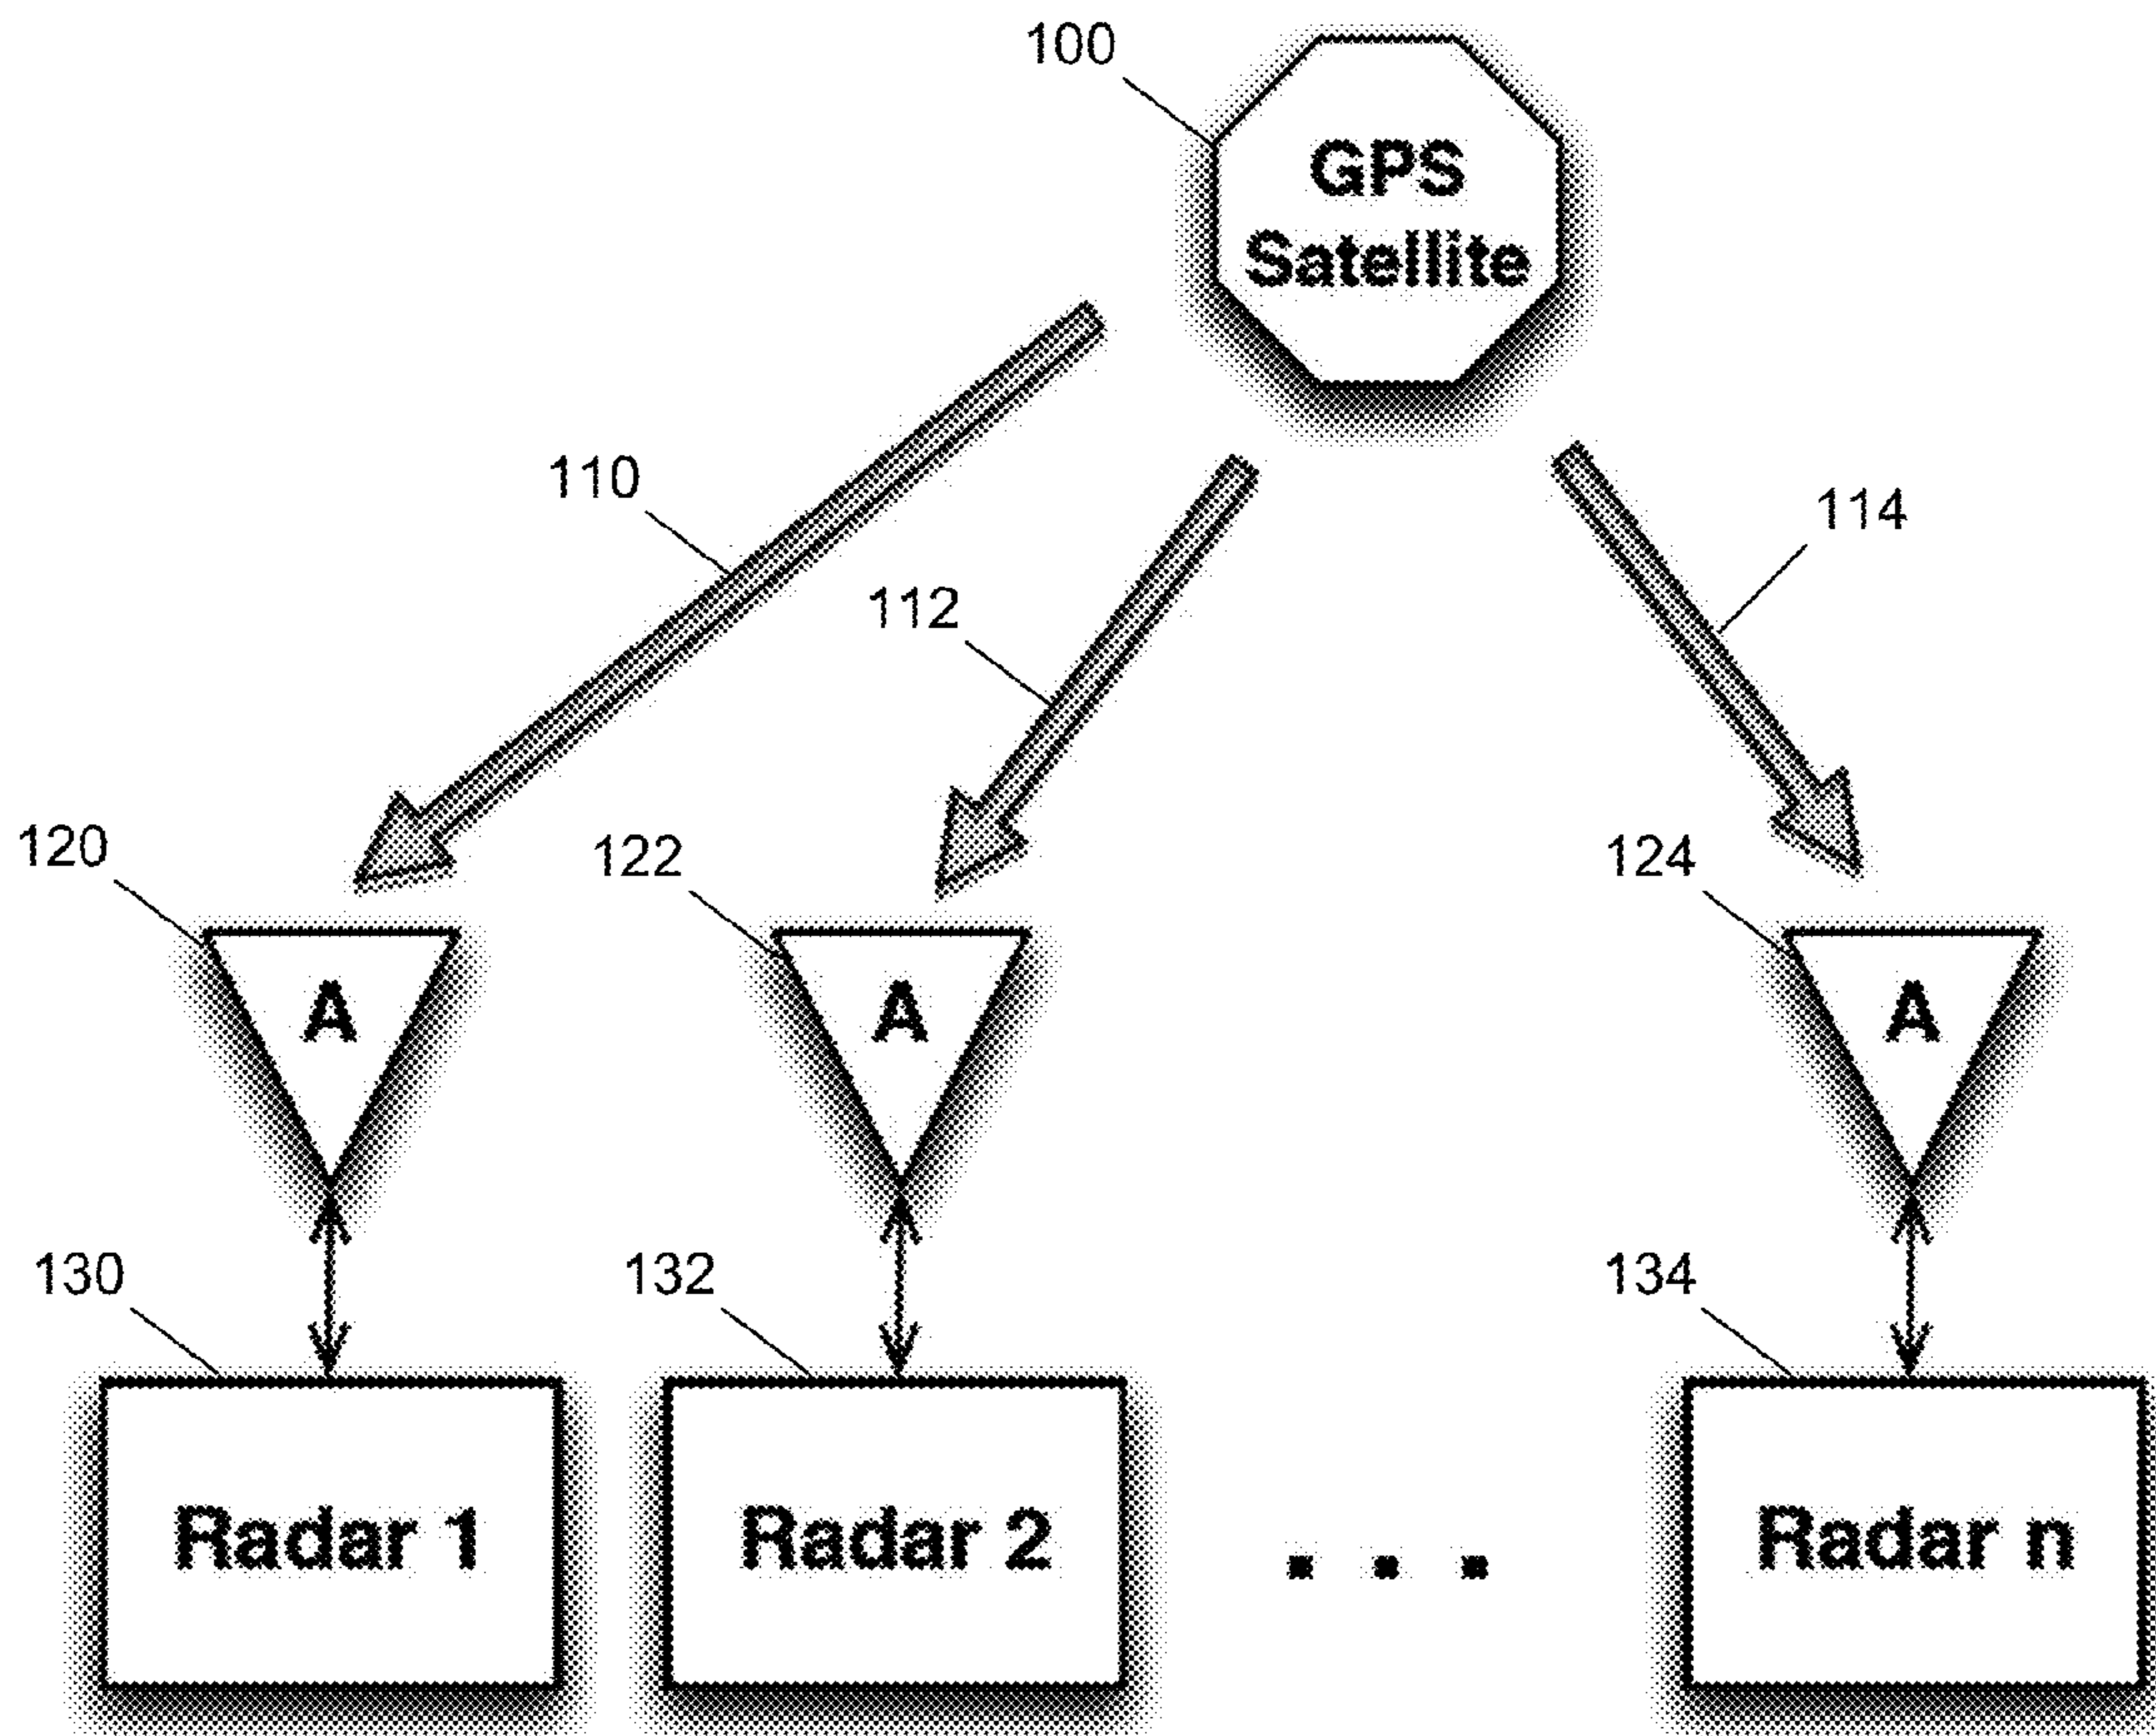 100
GPS
Satellite
110
114
112
120
122
124
A
A
A
130
132
134
Radar 1
Radar 2
. . .
Radar n